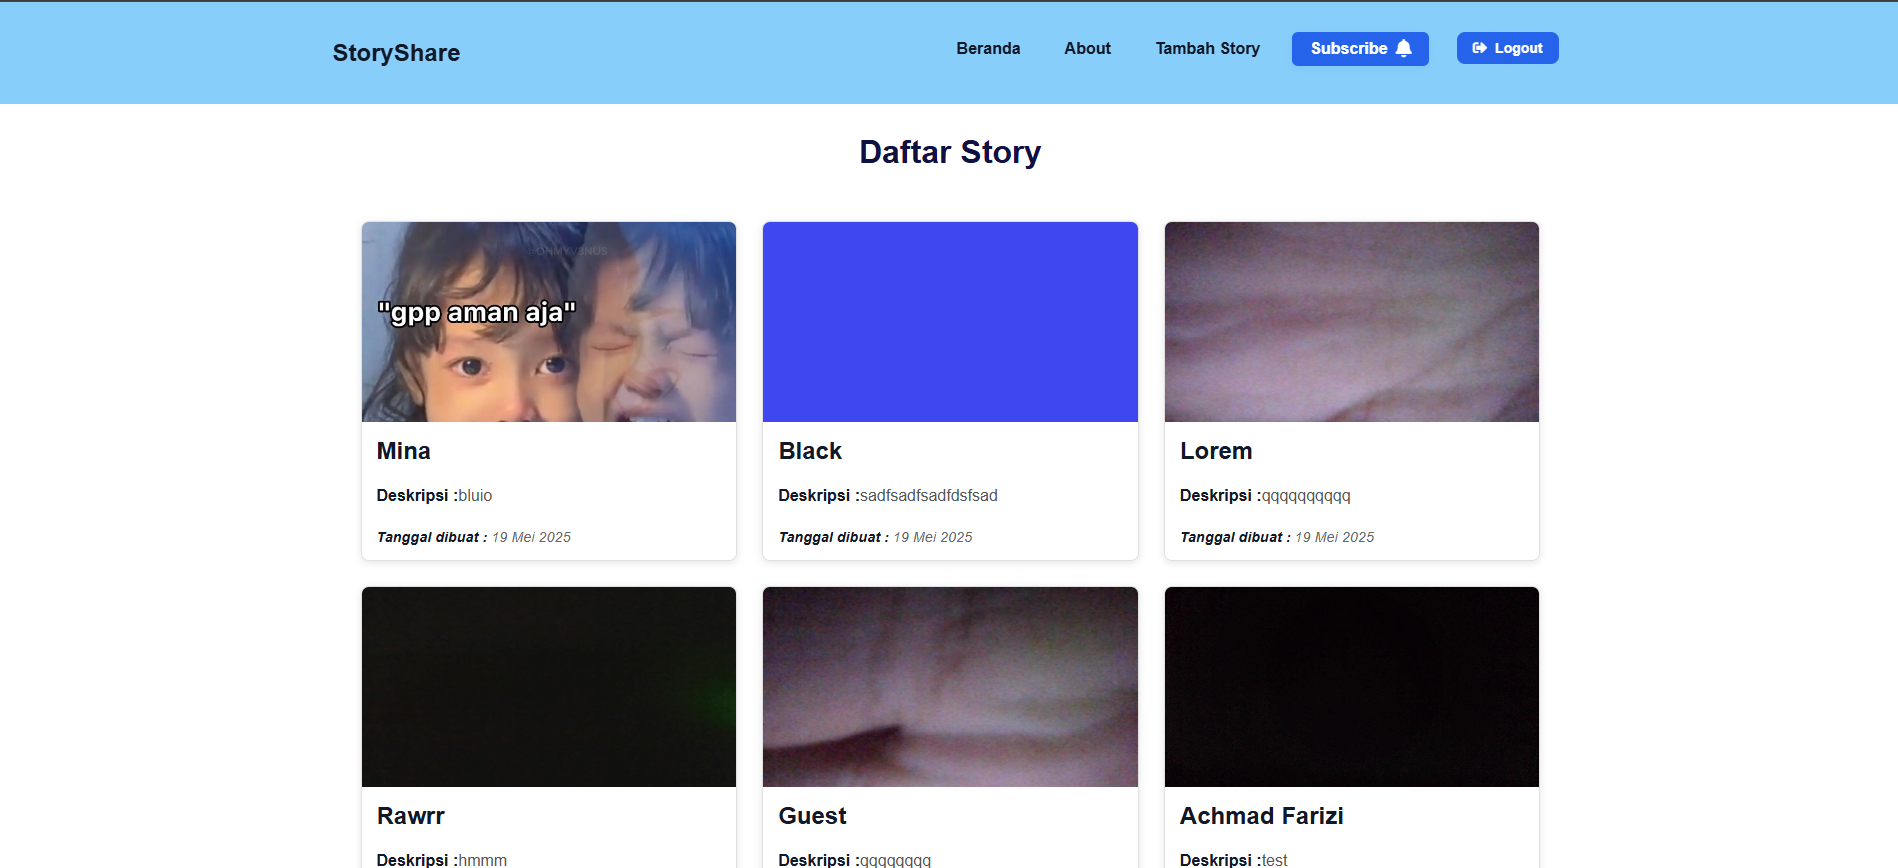 StoryShare
Beranda
About
Tambah Story
Subscribe
Logout
Daftar Story
@OHMYV3NUS
"gpp aman aja"
Mina
Deskripsi :bluio
Tanggal dibuat : 19 Mei 2025
Black
Deskripsi :sadfsadfsadfdsfsad
Tanggal dibuat : 19 Mei 2025
Lorem
Deskripsi :qqqqqqqqqq
Tanggal dibuat : 19 Mei 2025
Rawrr
Deskripsi :hmmm
Guest
Deskripsi :qqqqqqqq
Achmad Farizi
Deskripsi :test